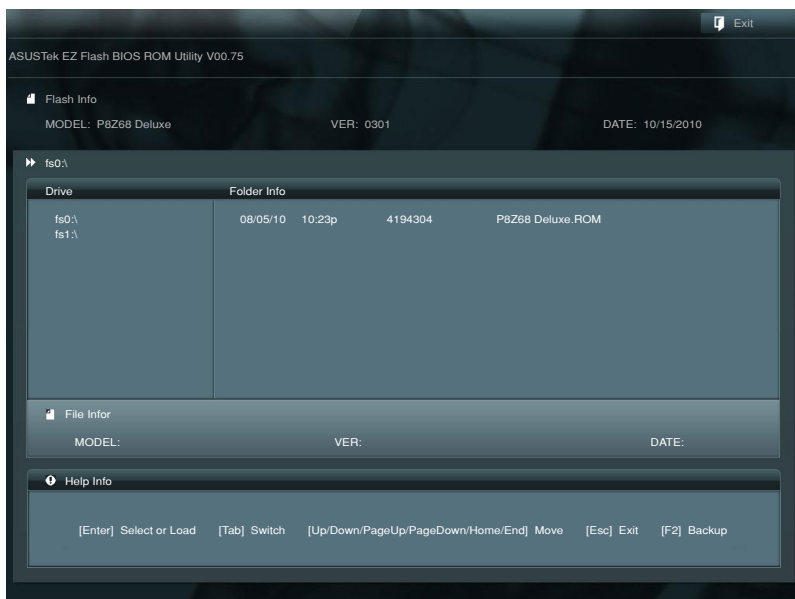 Exit
ASUSTek EZ Flash BIOS ROM Utility V00.75
Flash Info
MODEL: P8Z68 Deluxe VER: 0301 DATE: 10/15/2010
fs0:\
Drive Folder Info
fs0:\ 08/05/10 10:23p 4194304 P8Z68 Deluxe.ROM
fs1:\
File Infor
MODEL: VER: DATE:
Help Info
[Enter] Select or Load [Tab] Switch [Up/Down/PageUp/PageDown/Home/End] Move [Esc] Exit [F2] Backup